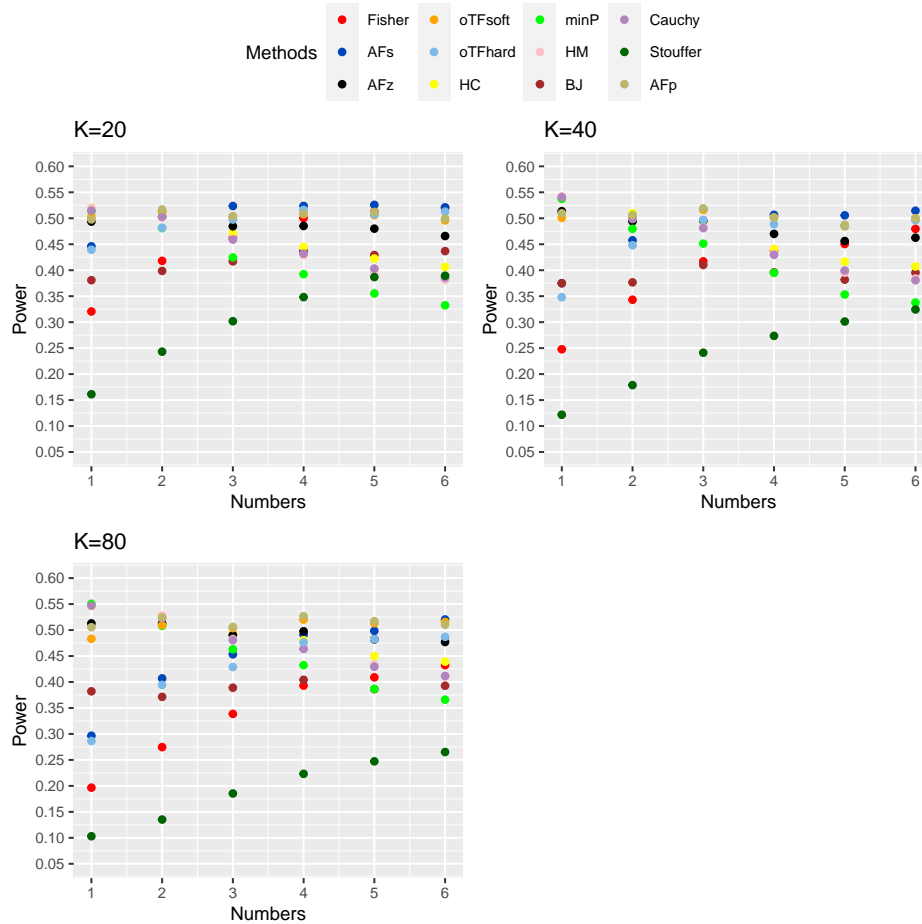 Methods
Fisher oTFsoft minP Cauchy
AFs oTFhard HM Stouffer
AFz HC BJ AFp
K=20
0.60
0.55
0.50
0.45
0.40
0.35
0.30
0.25
0.20
0.15
0.10
0.05
Power
1 2 3 4 5 6
Numbers
K=40
0.60
0.55
0.50
0.45
0.40
0.35
0.30
0.25
0.20
0.15
0.10
0.05
Power
1 2 3 4 5 6
Numbers
K=80
0.60
0.55
0.50
0.45
0.40
0.35
0.30
0.25
0.20
0.15
0.10
0.05
Power
1 2 3 4 5 6
Numbers